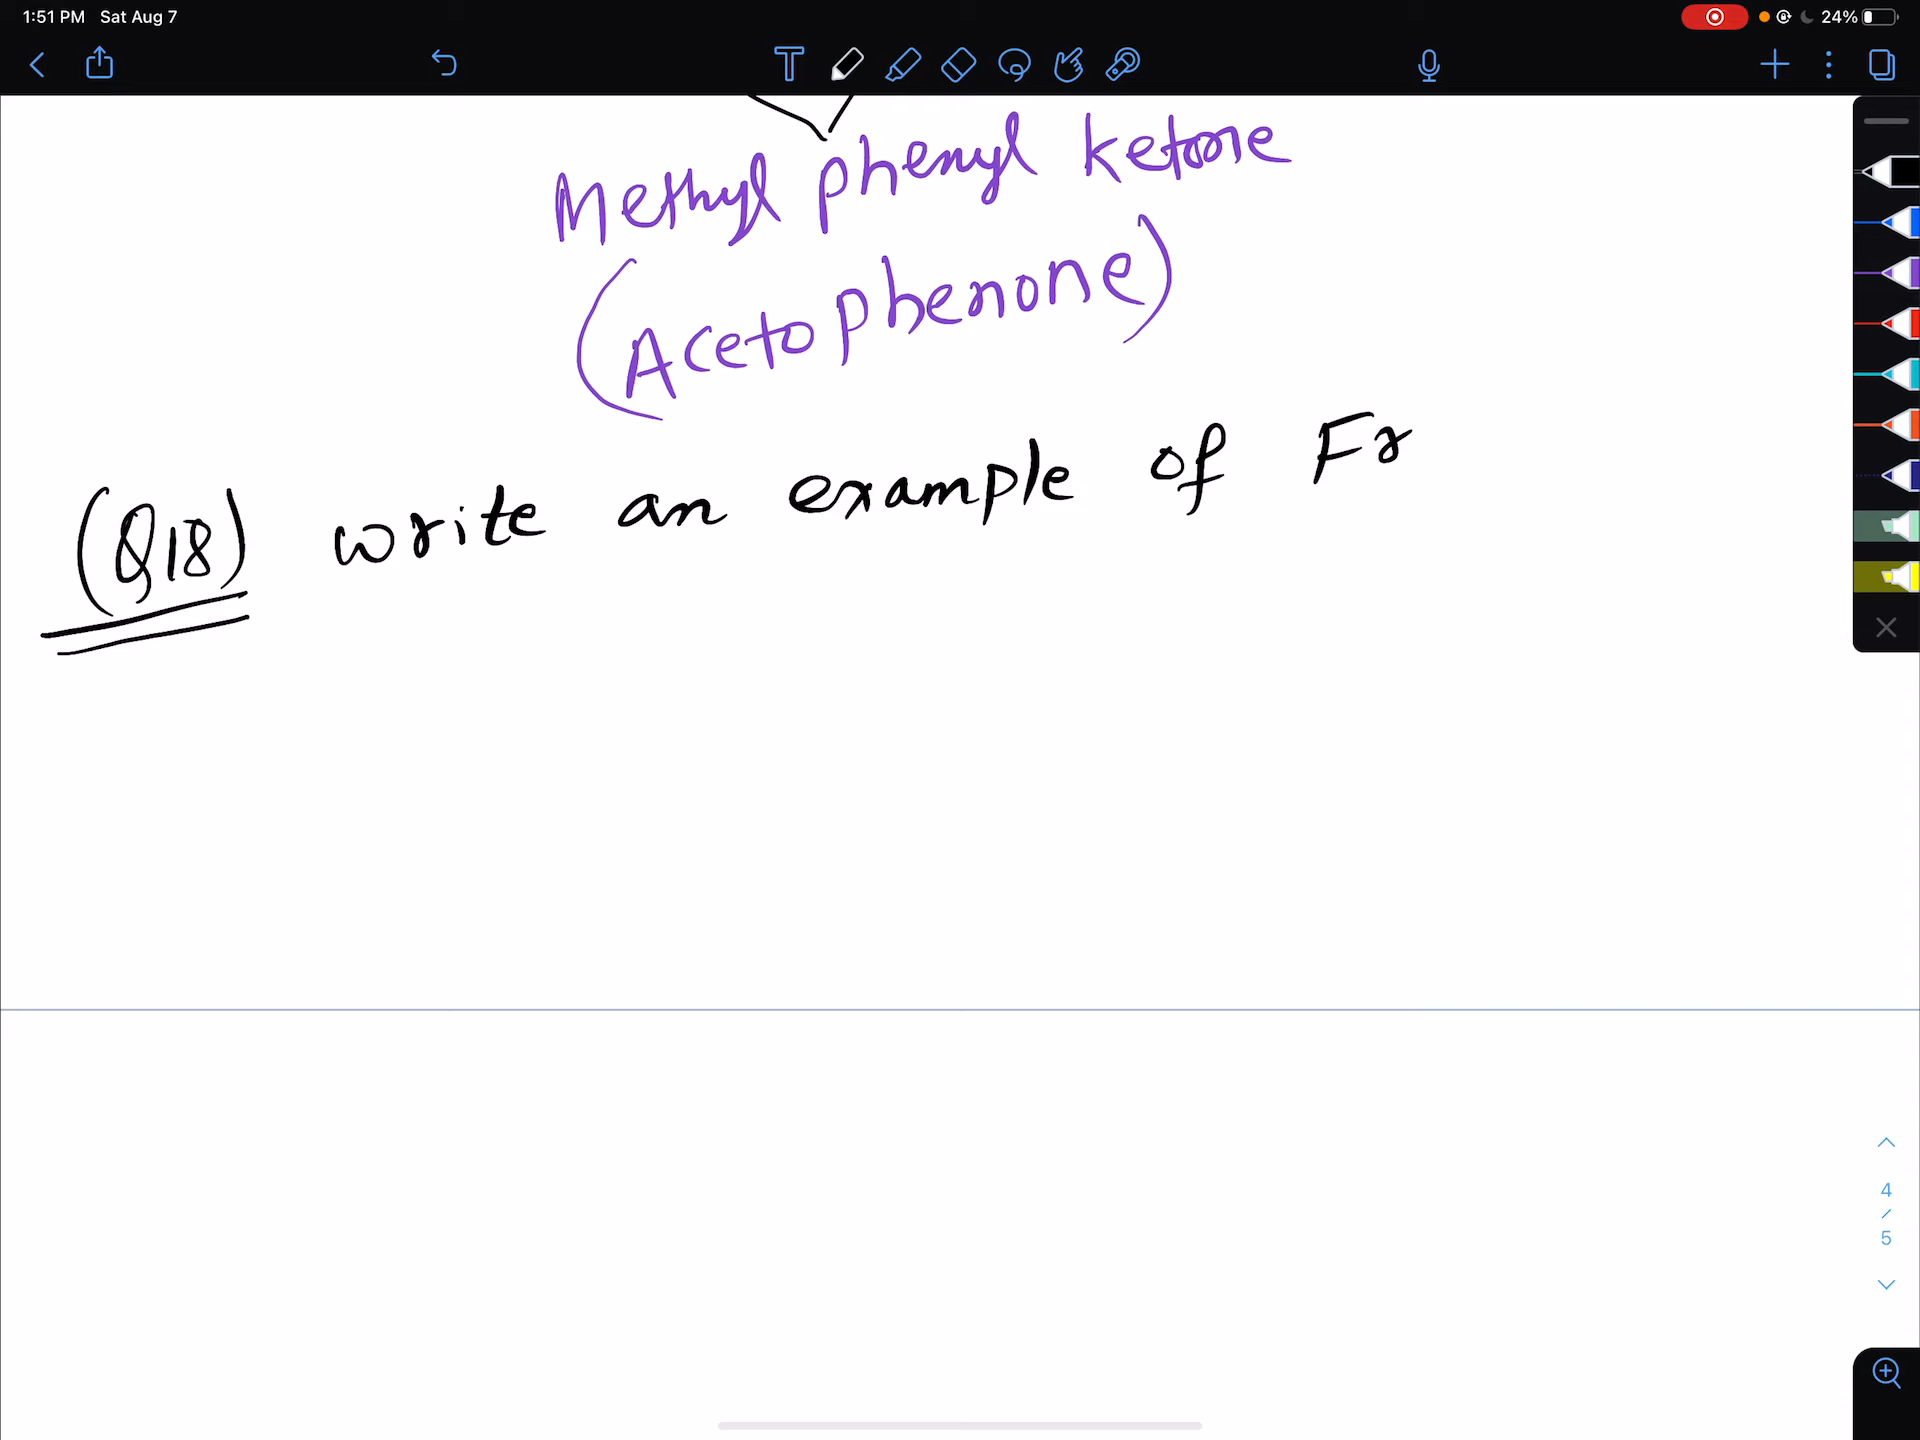 1:51 PM Sat Aug 7
24%
Methyl phenyl ketone
(Acetophenone)
(Q18) write an example of Fr
4
/
5